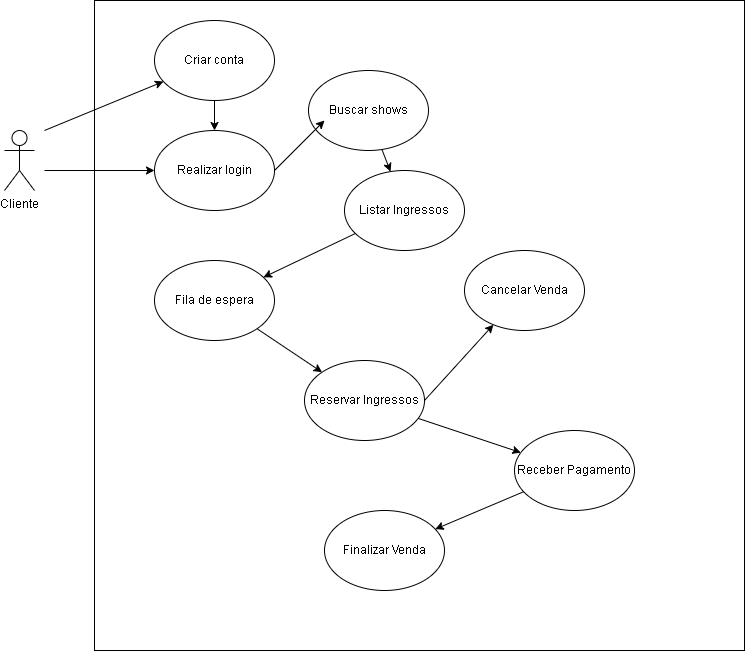 Criar conta
Buscar shows
Realizar login
Cliente
Listar Ingressos
Fila de espera
Cancelar Venda
Reservar Ingressos
Receber Pagamento
Finalizar Venda